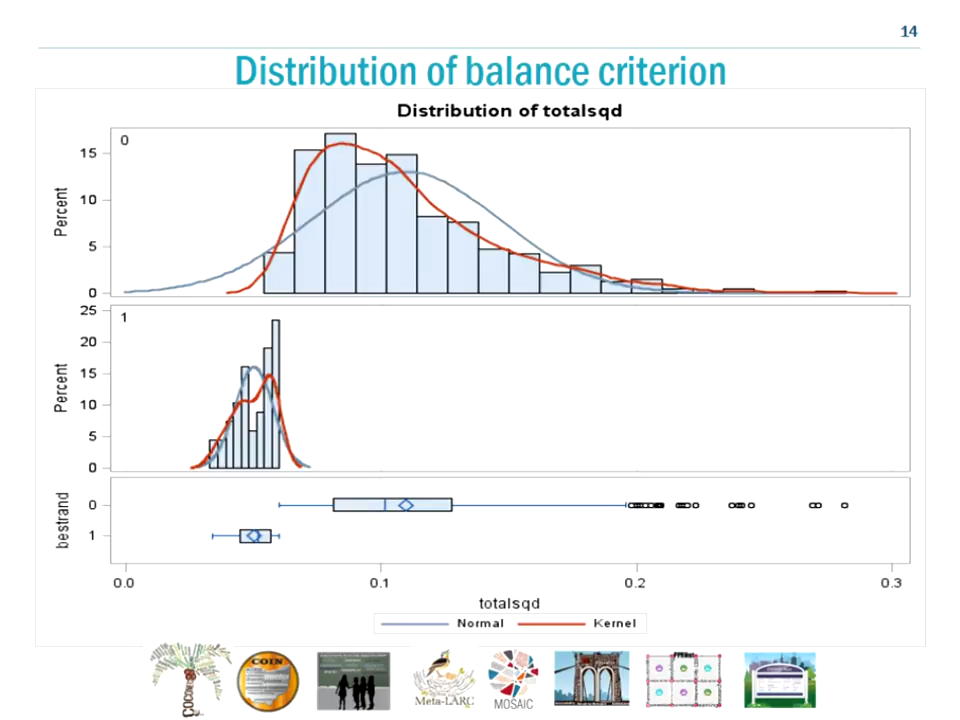 14
Distribution of balance criterion
Distribution of totalsqd
0
15
10
5
0
Percent
1
25
20
15
10
5
0
Percent
bestrand
0
1
0.0 0.1 0.2 0.3
totalsqd
Normal Kernel
COIN
Meta-LARC
MOSAIC